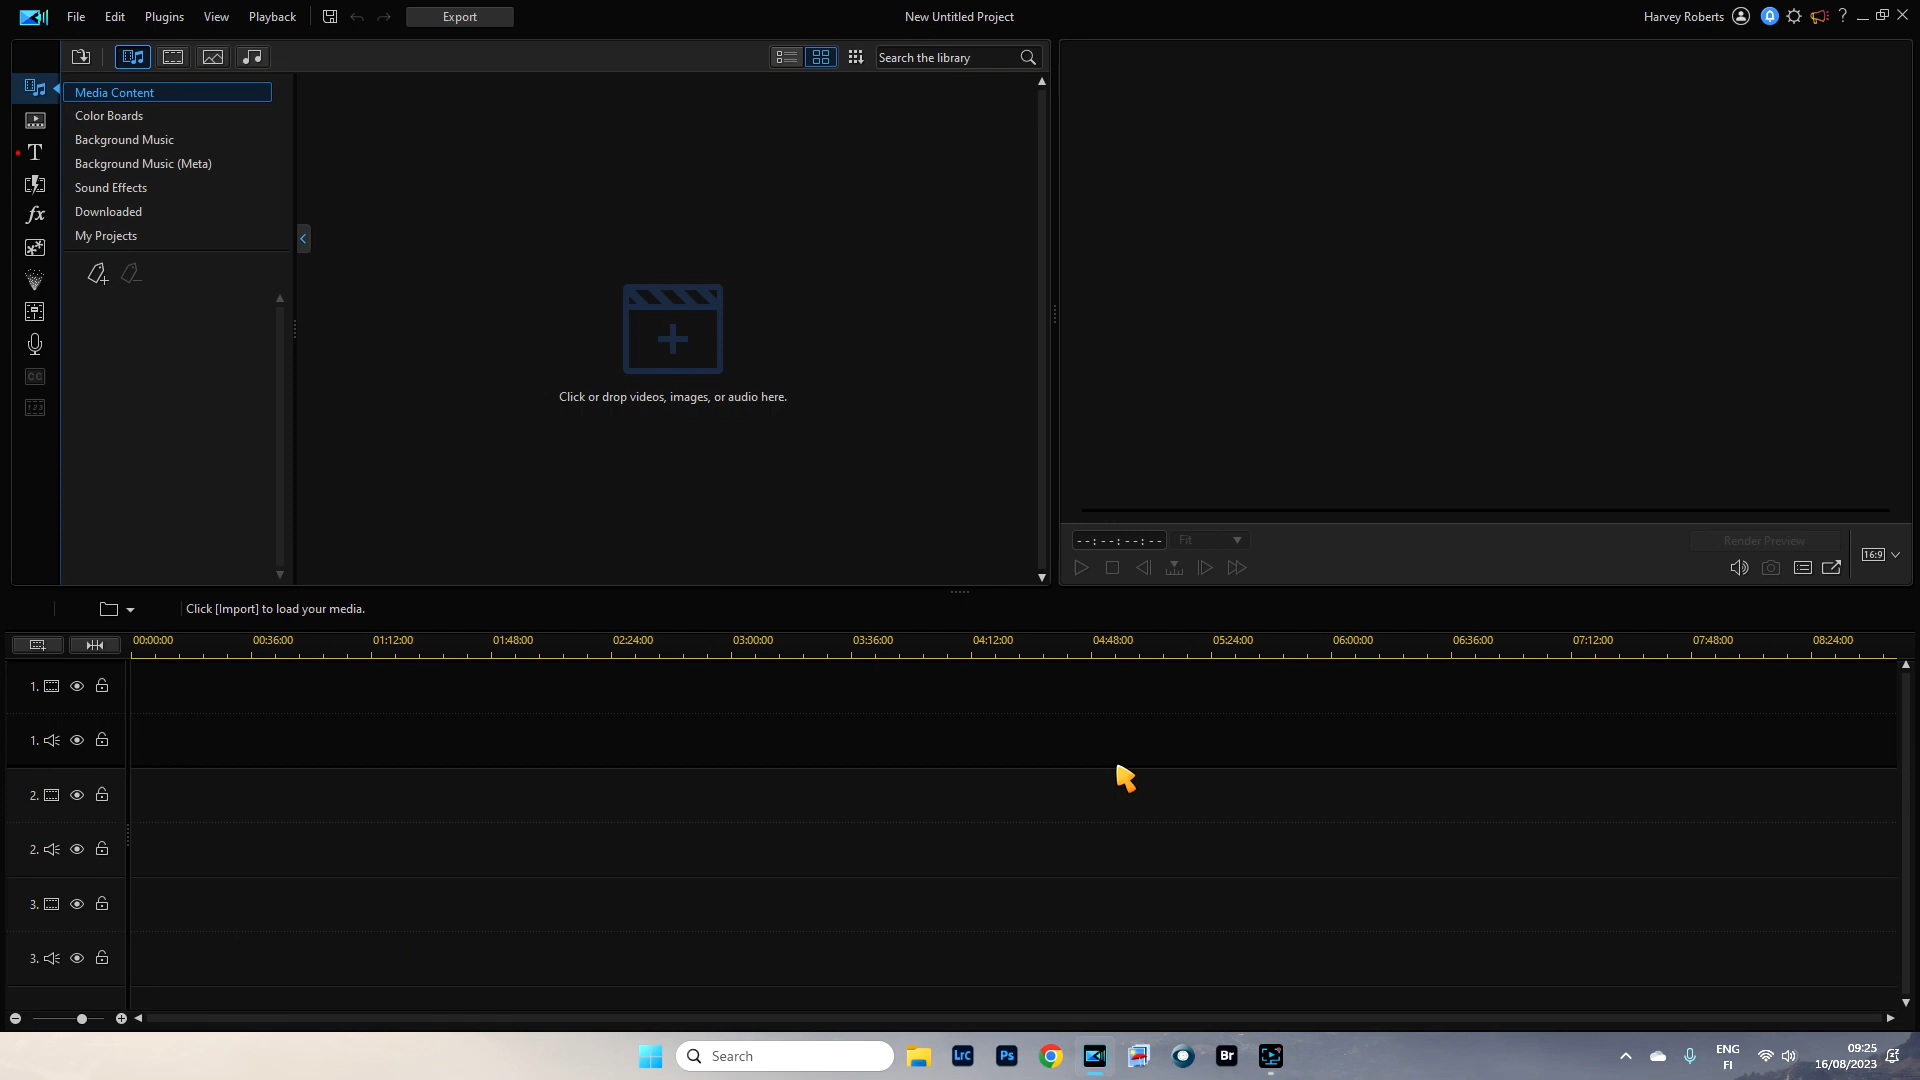 File Edit Plugins View Playback Export New Untitled Project Harvey Roberts ?
Search the library
Media Content
Color Boards
Background Music
Background Music (Meta)
Sound Effects
Downloaded
My Projects
T
fx
CC
123
Click or drop videos, images, or audio here.
--:--:--:-- Fit Render Preview
16:9
Click [Import] to load your media.
00:00:00 00:36:00 01:12:00 01:48:00 02:24:00 03:00:00 03:36:00 04:12:00 04:48:00 05:24:00 06:00:00 06:36:00 07:12:00 07:48:00 08:24:00
1.
1.
2.
2.
3.
3.
Search Lrc Ps Br ENG 09:25
FI 16/08/2023